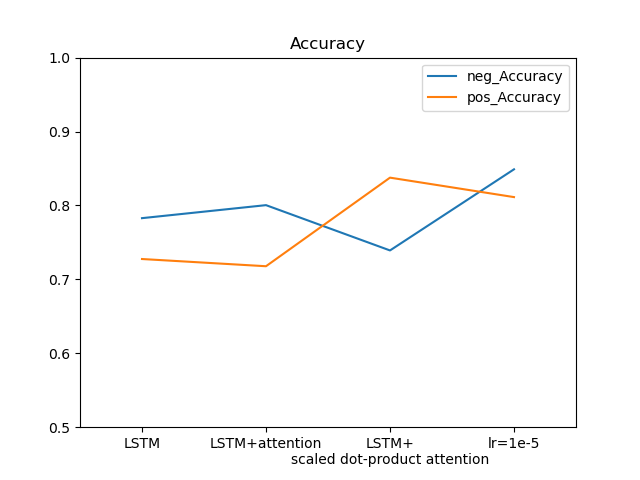 Accuracy
1.0
0.9
0.8
0.7
0.6
0.5
neg_Accuracy
pos_Accuracy
LSTM
LSTM+attention
LSTM+
scaled dot-product attention
lr=1e-5